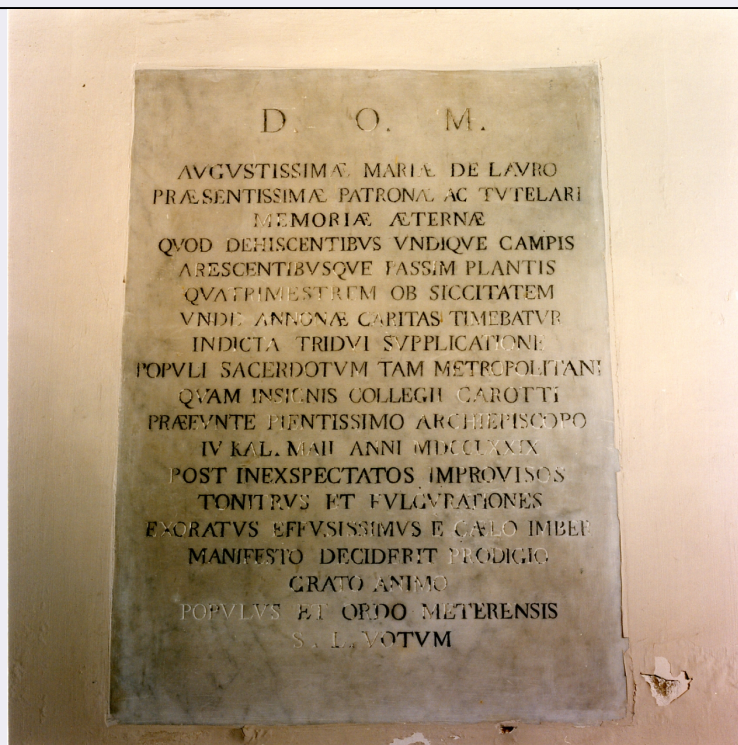 D. O. M.
AVGVSTISSIMÆ MARIÆ DE LAVRO
PRÆSENTISSIMÆ PATRONÆ AC TVTELARI
MEMORIÆ ÆTERNÆ
QVOD DEHISCENTIBVS VNDIQVE CAMPIS
ARESCENTIBVSQVE PASSIM PLANTIS
QVATRIMESTREM OB SICCITATEM
VNDE ANNONÆ CARITAS TIMEBATVR
INDICTA TRIDVI SVPPLICATIONE
POPVLI SACERDOTVM TAM METROPOLITANI
QVAM INSIGNIS COLLEGII CAROTTI
PRÆEVNTE PIENTISSIMO ARCHIEPISCOPO
IV KAL. MAII ANNI MDCCLXXIX
POST INEXSPECTATOS IMPROVISOS
TONITRVS ET FVLGVRATIONES
EXORATVS EFFVSISSIMVS E CÆLO IMBER
MANIFESTO DECIDERIT PRODIGIO
GRATO ANIMO
POPVLVS ET ORDO METERENSIS
S. L. VOTVM